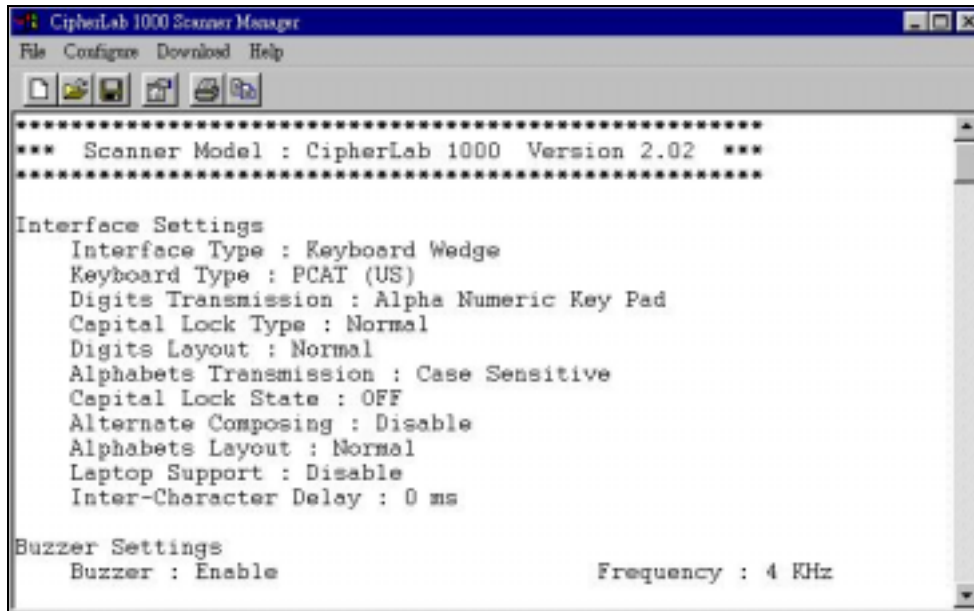 CipherLab 1000 Scanner Manager
File Configure Download Help
*******************************************************
*** Scanner Model : CipherLab 1000 Version 2.02 ***
*******************************************************
Interface Settings
Interface Type : Keyboard Wedge
Keyboard Type : PCAT (US)
Digits Transmission : Alpha Numeric Key Pad
Capital Lock Type : Normal
Digits Layout : Normal
Alphabets Transmission : Case Sensitive
Capital Lock State : OFF
Alternate Composing : Disable
Alphabets Layout : Normal
Laptop Support : Disable
Inter-Character Delay : 0 ms
Buzzer Settings
Buzzer : Enable Frequency : 4 KHz